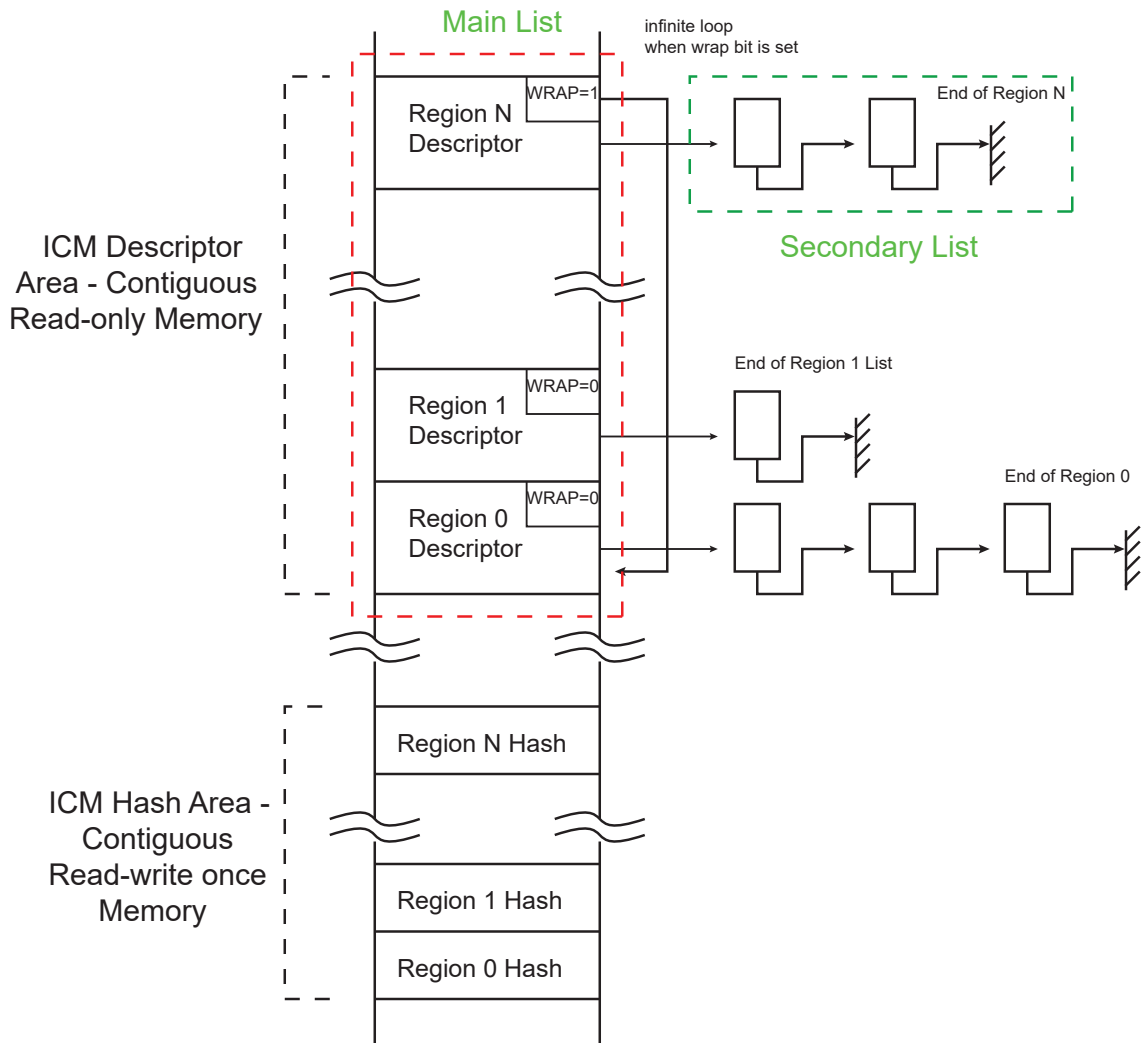 Main List
infinite loop
when wrap bit is set
WRAP=1
End of Region N
Region N
Descriptor
Secondary List
ICM Descriptor
Area - Contiguous
Read-only Memory
End of Region 1 List
WRAP=0
Region 1
Descriptor
End of Region 0
WRAP=0
Region 0
Descriptor
Region N Hash
ICM Hash Area -
Contiguous
Read-write once
Memory
Region 1 Hash
Region 0 Hash